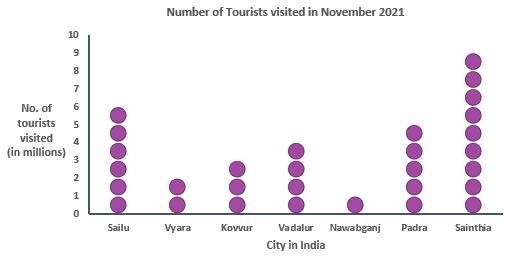 Number of Tourists visited in November 2021
10
9
8
7
6
5
4
3
2
1
0
No. of
tourists
visited
(in millions)
Sailu Vyara Kovvur Vadalur Nawabganj Padra Sainthia
City in India